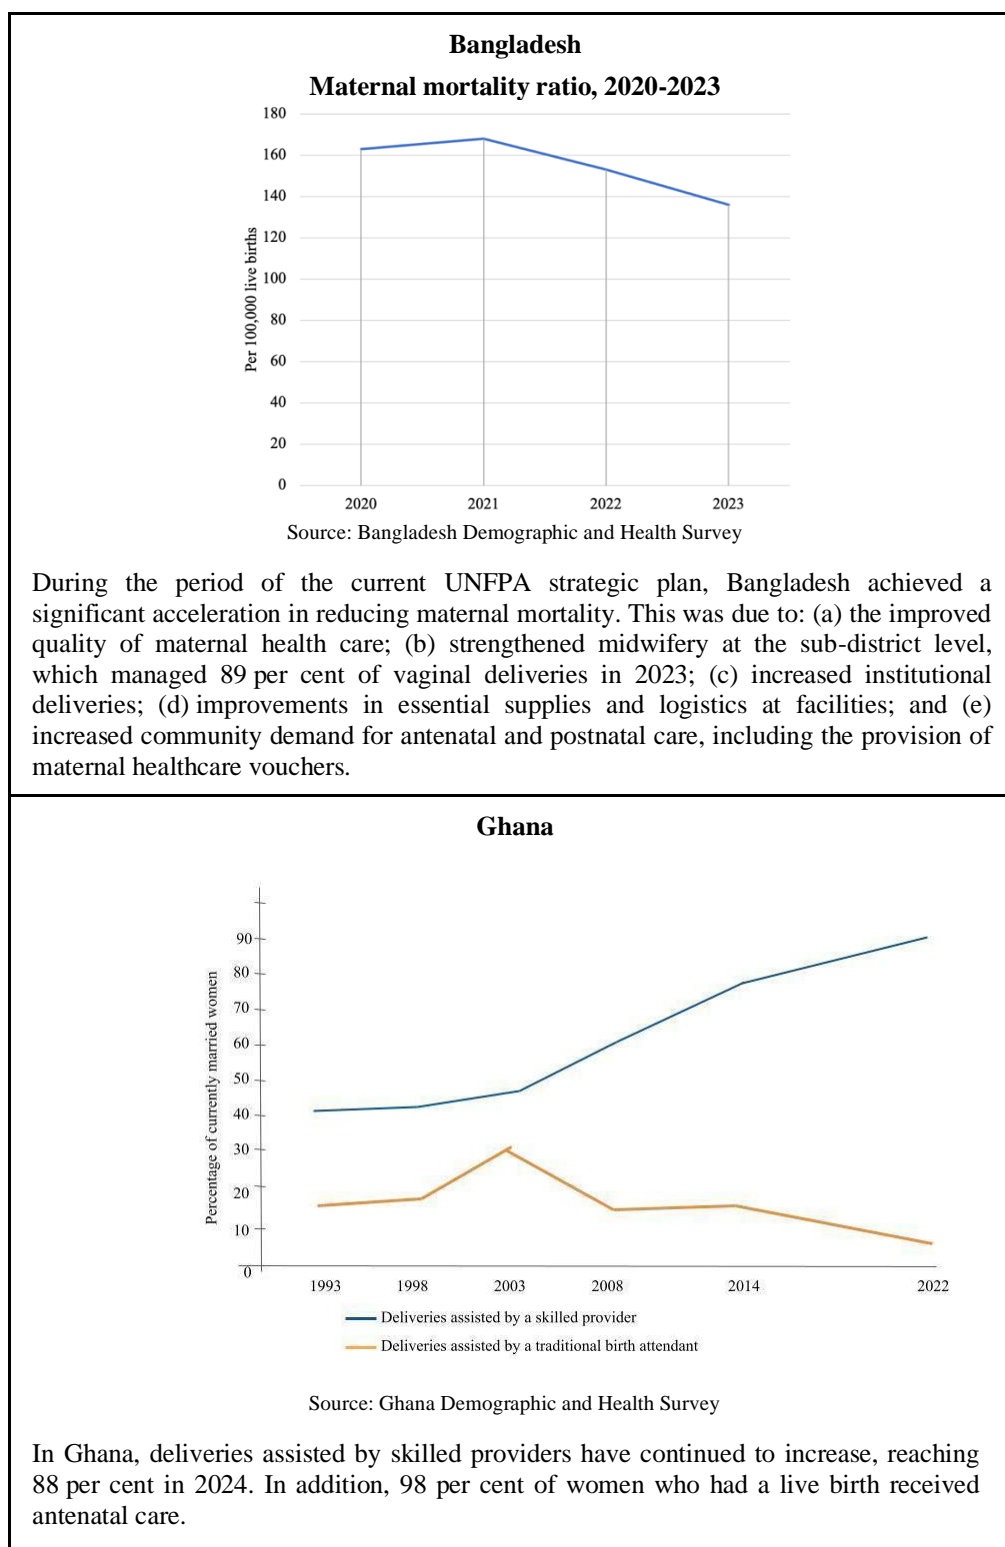 Bangladesh
Maternal mortality ratio, 2020-2023
180
160
140
120
100
80
60
40
20
0
Per 100,000 live births
2020 2021 2022 2023
Source: Bangladesh Demographic and Health Survey
During the period of the current UNFPA strategic plan, Bangladesh achieved a
significant acceleration in reducing maternal mortality. This was due to: (a) the improved
quality of maternal health care; (b) strengthened midwifery at the sub-district level,
which managed 89 per cent of vaginal deliveries in 2023; (c) increased institutional
deliveries; (d) improvements in essential supplies and logistics at facilities; and (e)
increased community demand for antenatal and postnatal care, including the provision of
maternal healthcare vouchers.
Ghana
90
80
70
60
50
40
30
20
10
0
Percentage of currently married women
1993 1998 2003 2008 2014 2022
Deliveries assisted by a skilled provider
Deliveries assisted by a traditional birth attendant
Source: Ghana Demographic and Health Survey
In Ghana, deliveries assisted by skilled providers have continued to increase, reaching
88 per cent in 2024. In addition, 98 per cent of women who had a live birth received
antenatal care.